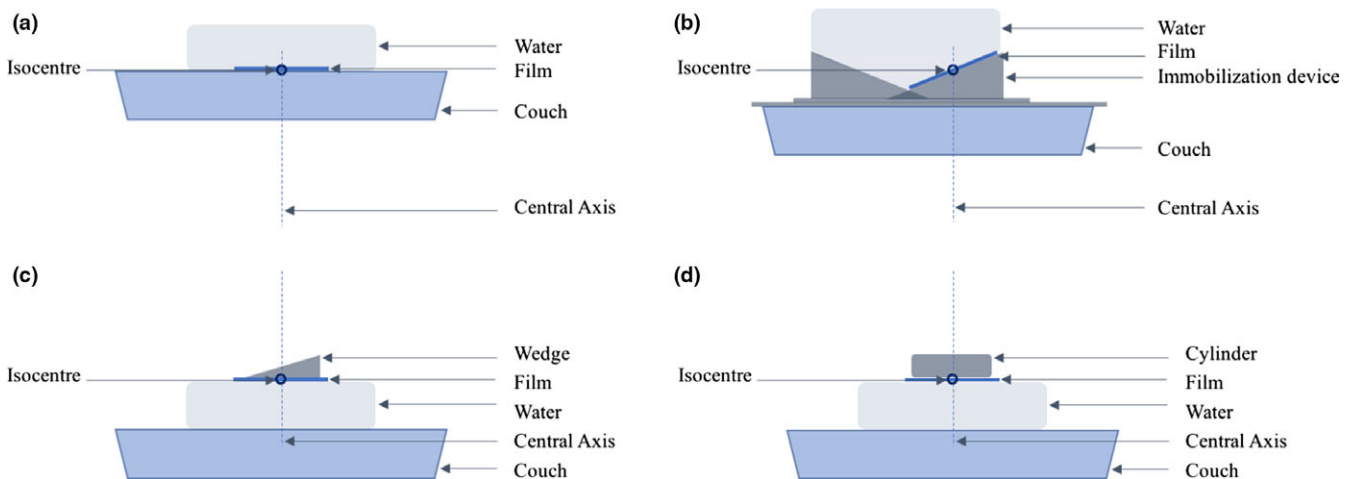 (a)
Water
Isocentre
Film
Couch
Central Axis
(b)
Water
Film
Isocentre
Immobilization device
Couch
Central Axis
(c)
Wedge
Isocentre
Film
Water
Central Axis
Couch
(d)
Cylinder
Isocentre
Film
Water
Central Axis
Couch